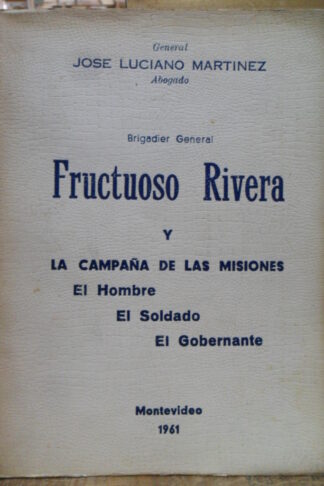 General
JOSE LUCIANO MARTINEZ
Abogado
Brigadier General
Fructuoso Rivera
Y
LA CAMPAÑA DE LAS MISIONES
El Hombre
El Soldado
El Gobernante
Montevideo
1961